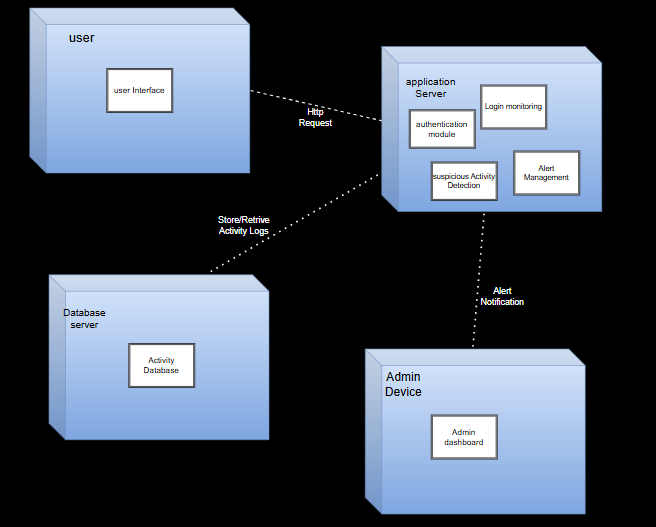 user
user Interface
application
Server
Login monitoring
authentication
module
suspicious Activity
Detection
Alert
Management
Http
Request
Store/Retrive
Activity Logs
Alert
Notification
Database
server
Activity
Database
Admin
Device
Admin
dashboard